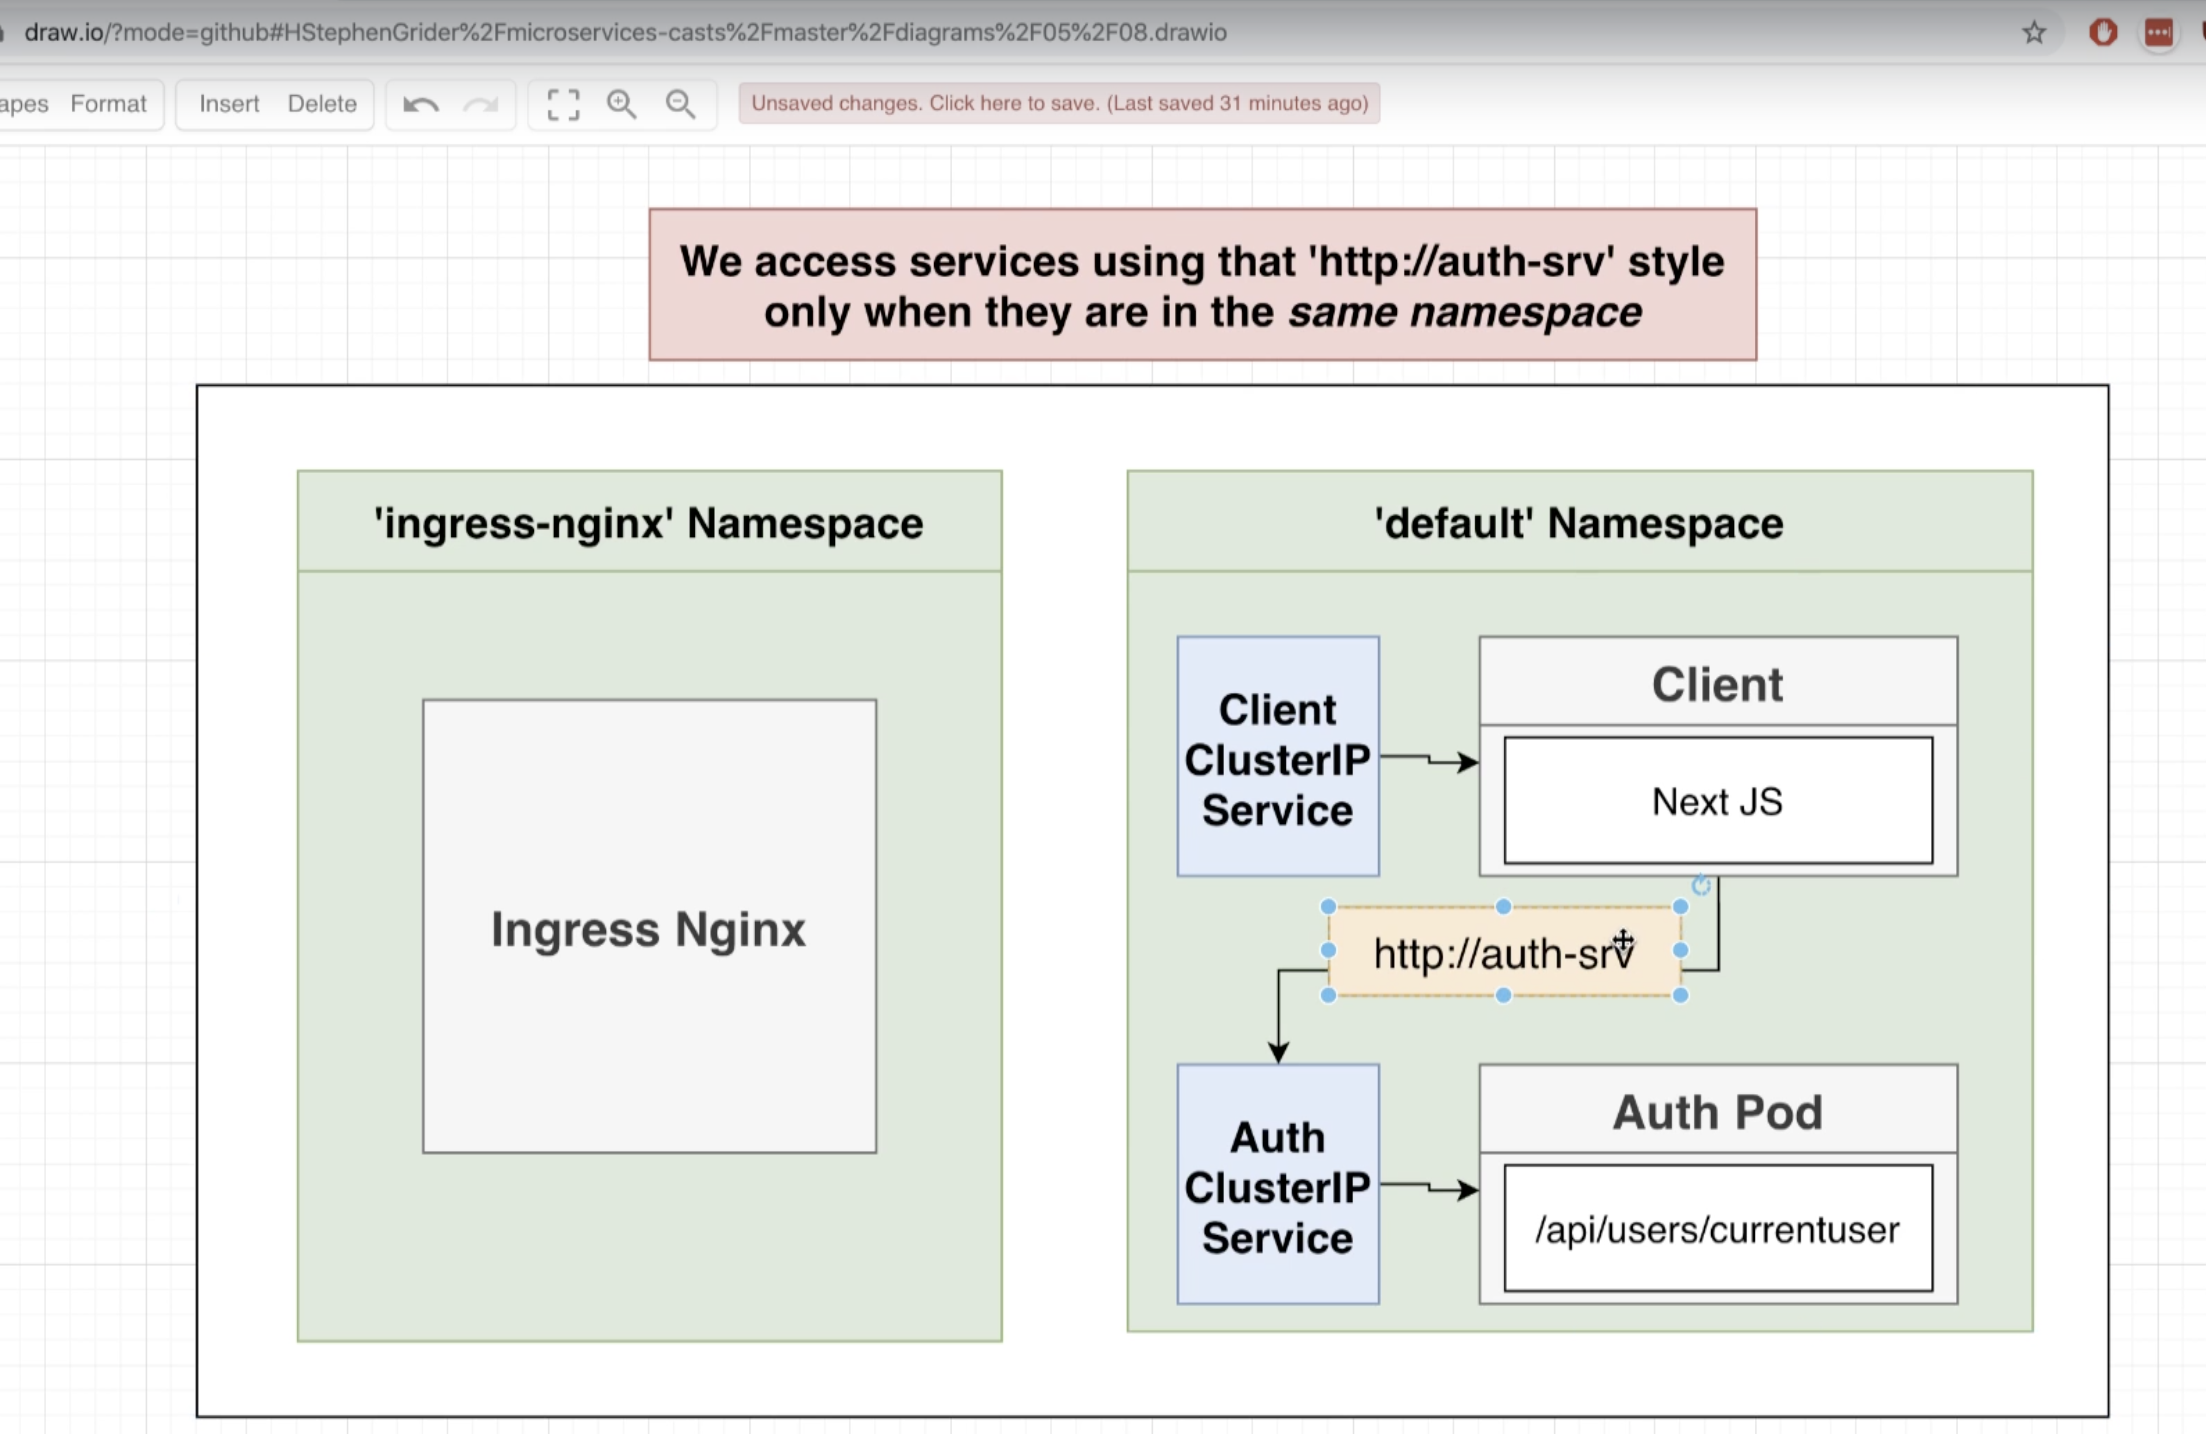 draw.io/?mode=github#HStephenGrider%2Fmicroservices-casts%2Fmaster%2Fdiagrams%2F05%2F08.drawio
apes Format Insert Delete Unsaved changes. Click here to save. (Last saved 31 minutes ago)
We access services using that 'http://auth-srv' style
only when they are in the same namespace
'ingress-nginx' Namespace
Ingress Nginx
'default' Namespace
Client
ClusterIP
Service
Client
Next JS
http://auth-srv
Auth
ClusterIP
Service
Auth Pod
/api/users/currentuser